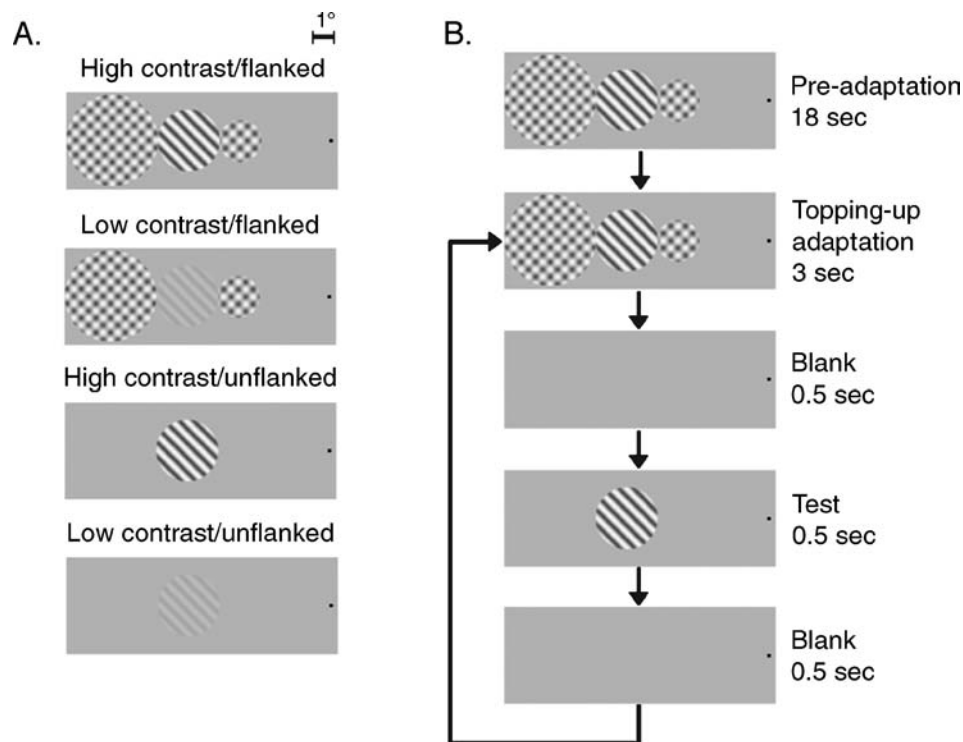 A.
1°
High contrast/flanked
Low contrast/flanked
High contrast/unflanked
Low contrast/unflanked
B.
Pre-adaptation
18 sec
Topping-up
adaptation
3 sec
Blank
0.5 sec
Test
0.5 sec
Blank
0.5 sec